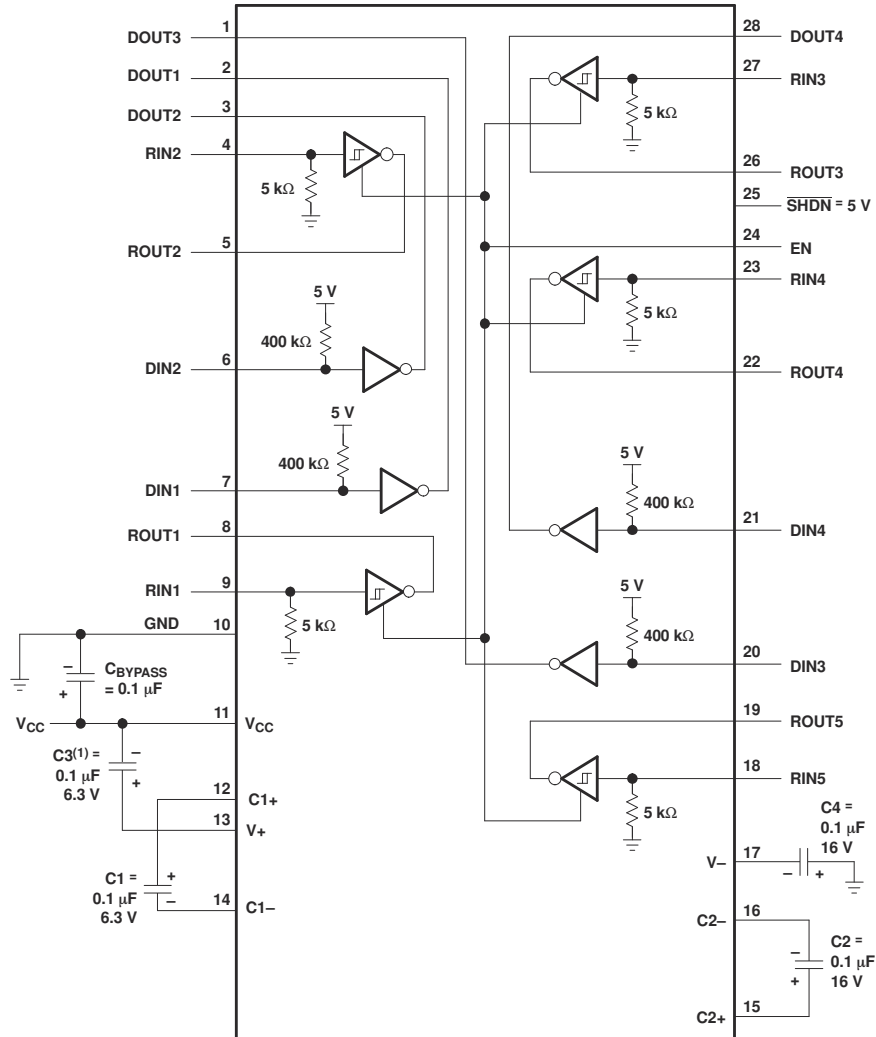 DOUT3 1
DOUT1 2
DOUT2 3
RIN2 4
5 kΩ
ROUT2 5
5 V
400 kΩ
DIN2 6
5 V
400 kΩ
DIN1 7
ROUT1 8
RIN1 9
5 kΩ
GND 10
− CBYPASS
+ = 0.1 μF
VCC 11 VCC
C3(1) = −
0.1 μF +
6.3 V
12 C1+
13 V+
C1 = +
0.1 μF −
6.3 V
14 C1−
28 DOUT4
27 RIN3
5 kΩ
26 ROUT3
25 SHDN = 5 V
24 EN
23 RIN4
5 kΩ
22 ROUT4
5 V
400 kΩ
21 DIN4
5 V
400 kΩ
20 DIN3
19 ROUT5
18 RIN5
5 kΩ
C4 =
0.1 μF
16 V
V− 17
− +
C2− 16
− C2 =
0.1 μF
+ 16 V
C2+ 15